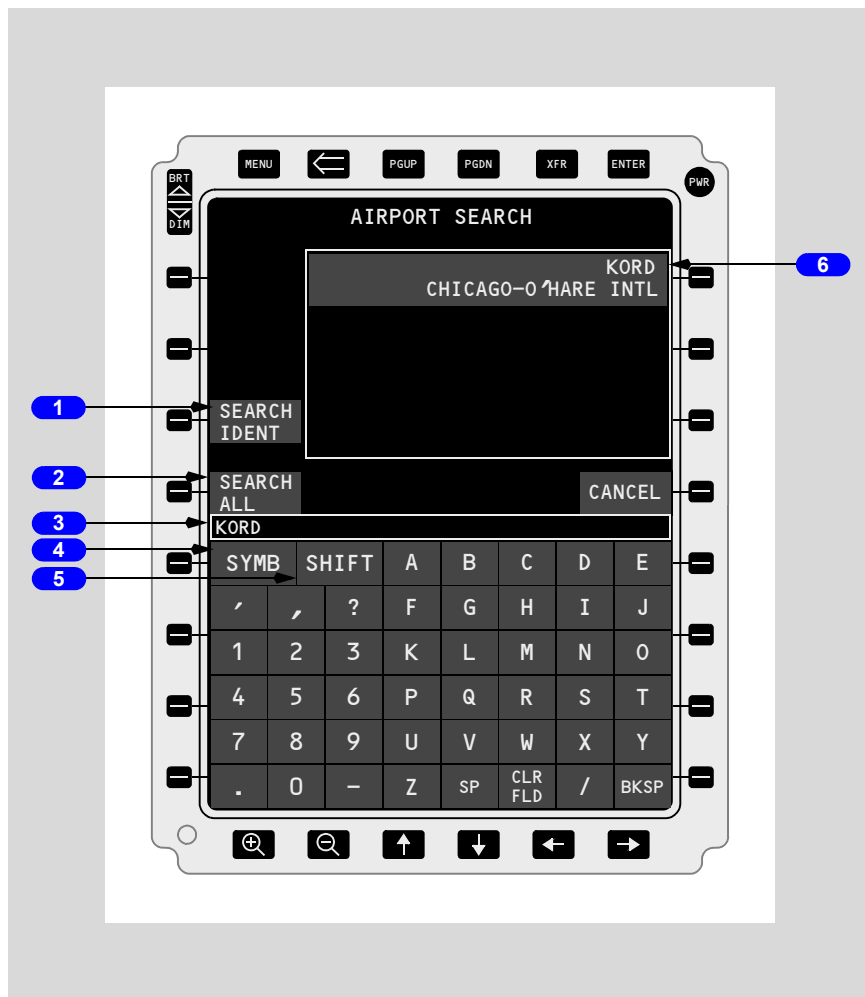 MENU PGUP PGDN XFR ENTER
BRT
DIM
PWR
AIRPORT SEARCH
KORD
CHICAGO-O'HARE INTL
6
1
SEARCH
IDENT
2
SEARCH
ALL
CANCEL
3
KORD
4
SYMB SHIFT A B C D E
5
' , ? F G H I J
1 2 3 K L M N O
4 5 6 P Q R S T
7 8 9 U V W X Y
. 0 - Z SP CLR
FLD / BKSP